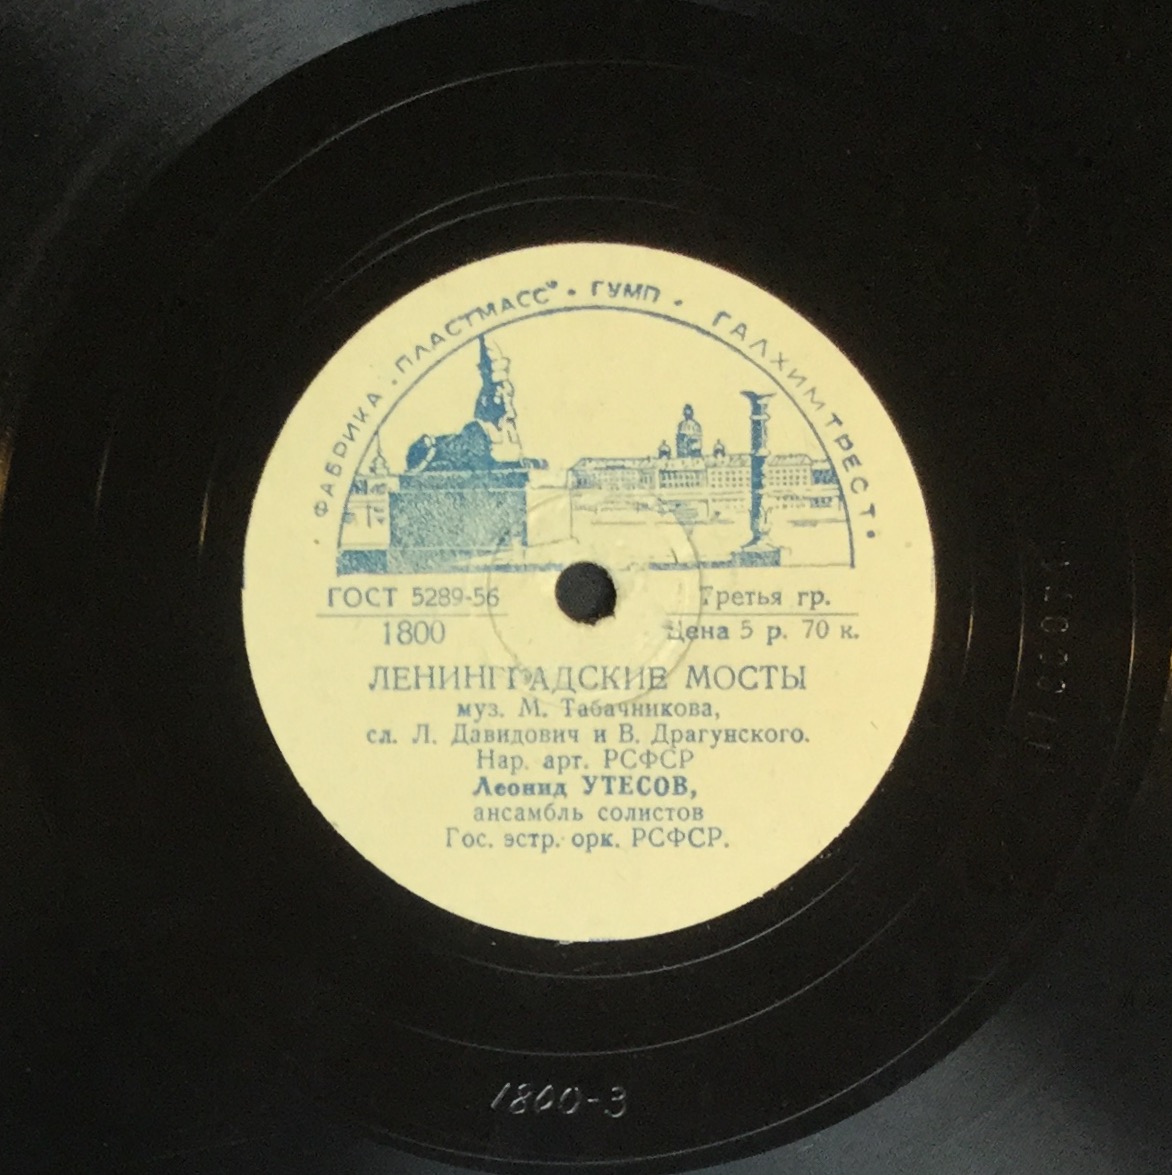 ФАБРИКА • „ПЛАСТМАСС“ • ГУМП • ГАЛХИМТРЕСТ •
ГОСТ 5289-56
Третья гр.
1800
Цена 5 р. 70 к.
ЛЕНИНГРАДСКИЕ МОСТЫ
муз. М. Табачникова,
сл. Л. Давидович и В. Драгунского.
Нар. арт. РСФСР
Леонид УТЕСОВ,
ансамбль солистов
Гос. эстр. орк. РСФСР.
1800-3